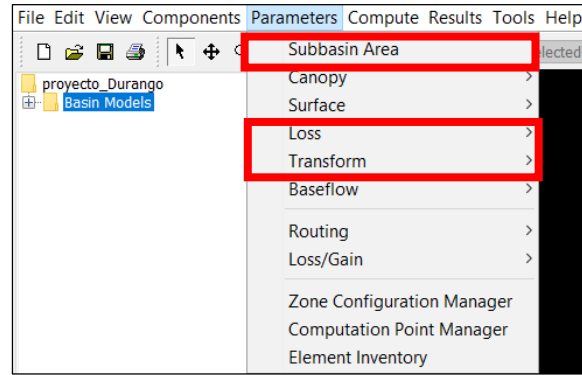 File Edit View Components Parameters Compute Results Tools Help
Subbasin Area
proyecto_Durango
Basin Models
Canopy
Surface
Loss
Transform
Baseflow
Routing
Loss/Gain
Zone Configuration Manager
Computation Point Manager
Element Inventory